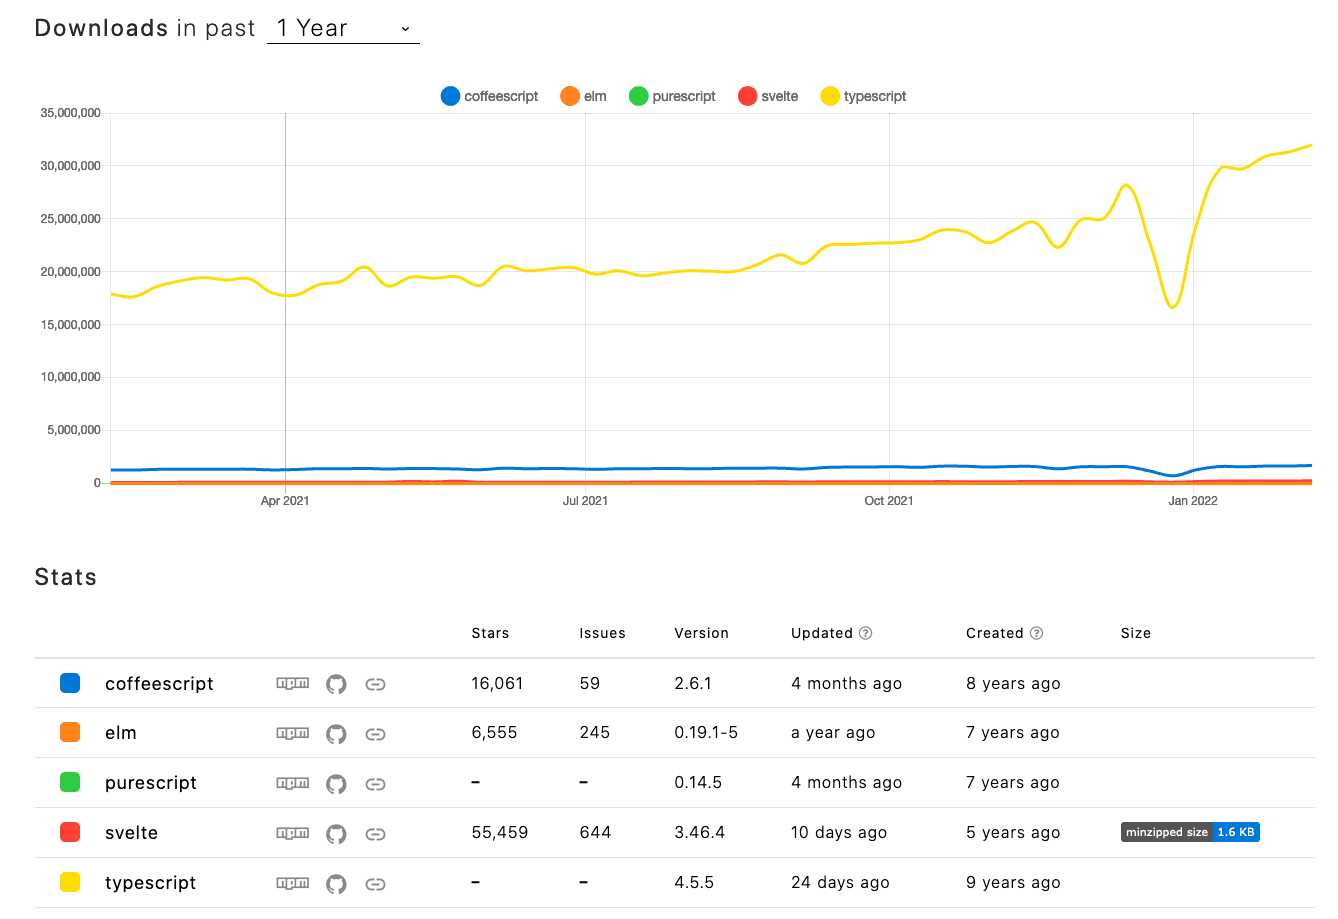 Downloads in past 1 Year
coffeescript elm purescript svelte typescript
35,000,000
30,000,000
25,000,000
20,000,000
15,000,000
10,000,000
5,000,000
0
Apr 2021 Jul 2021 Oct 2021 Jan 2022
Stats
Stars Issues Version Updated ? Created ? Size
coffeescript npm 16,061 59 2.6.1 4 months ago 8 years ago
elm npm 6,555 245 0.19.1-5 a year ago 7 years ago
purescript npm – – 0.14.5 4 months ago 7 years ago
svelte npm 55,459 644 3.46.4 10 days ago 5 years ago minzipped size 1.6 KB
typescript npm – – 4.5.5 24 days ago 9 years ago